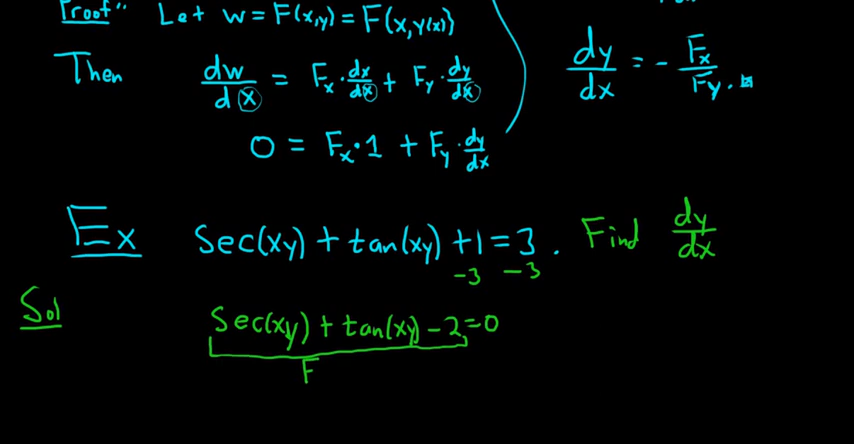 "Proof" Let w = F(x,y) = F(x, y(x))
Then dw/dx = Fx · dx/dx + Fy · dy/dx
0 = Fx · 1 + Fy · dy/dx
dy/dx = - Fx/Fy .
Ex Sec(xy) + tan(xy) + 1 = 3 . Find dy/dx
-3 -3
Sol Sec(xy) + tan(xy) - 2 = 0
F